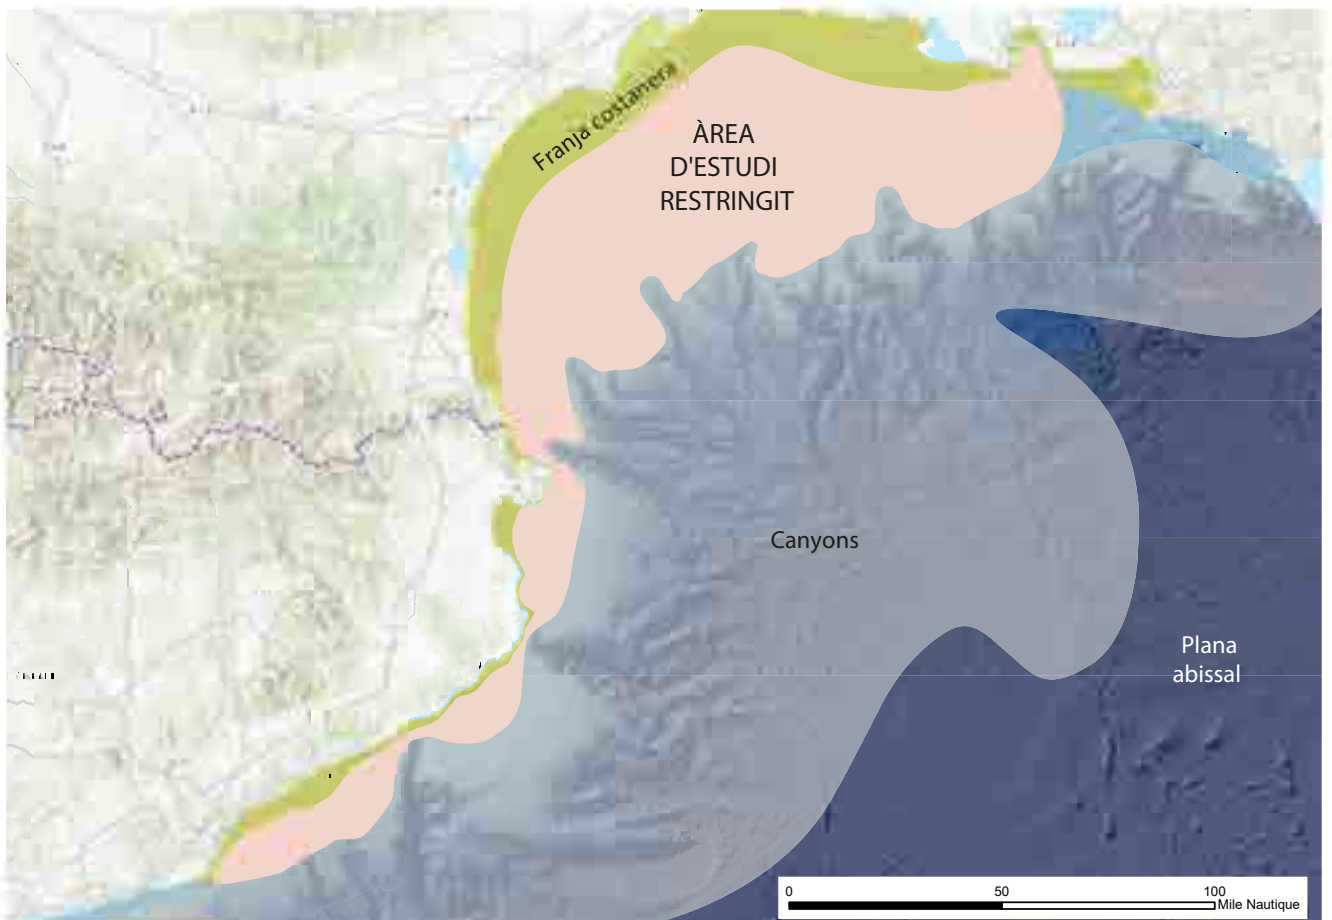 Franja costanera
ÀREA
D'ESTUDI
RESTRINGIT
Canyons
Plana
abissal
0 50 100
Mile Nautique